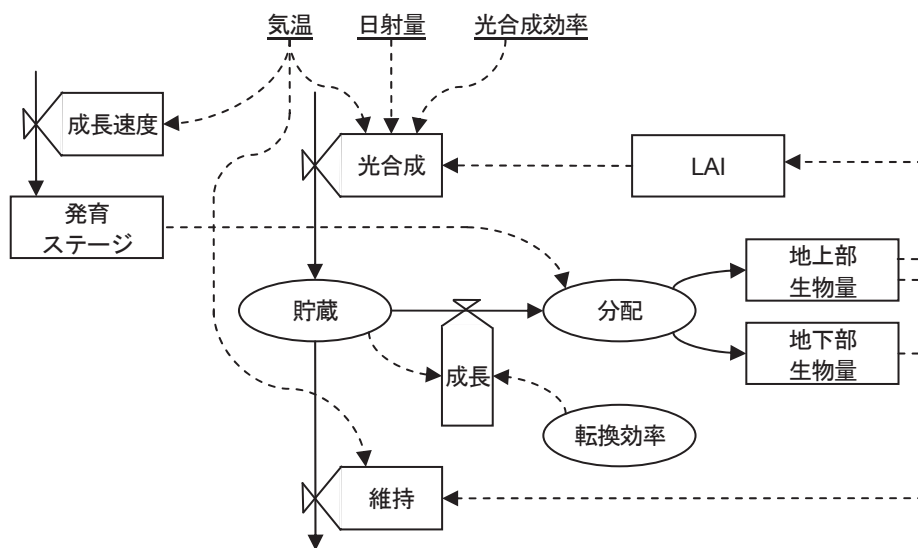 気温
日射量
光合成効率
成長速度
光合成
LAI
発育
ステージ
地上部
生物量
貯蔵
分配
地下部
生物量
成長
転換効率
維持